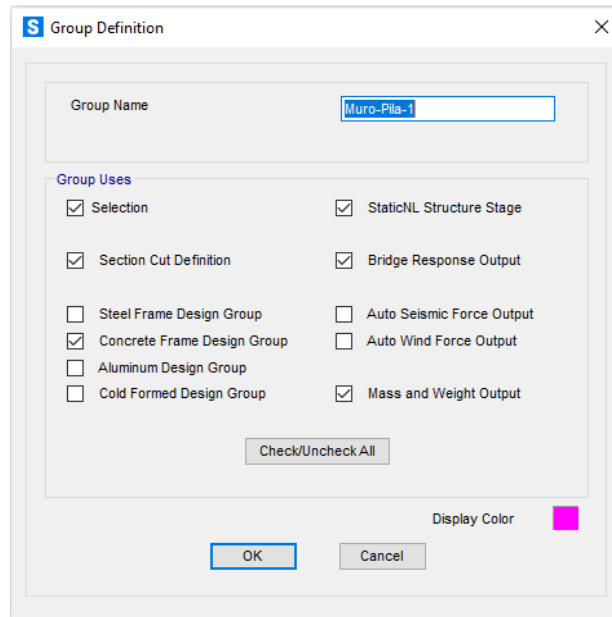 S Group Definition
Group Name Muro-Pila-1
Group Uses
Selection StaticNL Structure Stage
Section Cut Definition Bridge Response Output
Steel Frame Design Group Auto Seismic Force Output
Concrete Frame Design Group Auto Wind Force Output
Aluminum Design Group
Cold Formed Design Group Mass and Weight Output
Check/Uncheck All
Display Color
OK Cancel